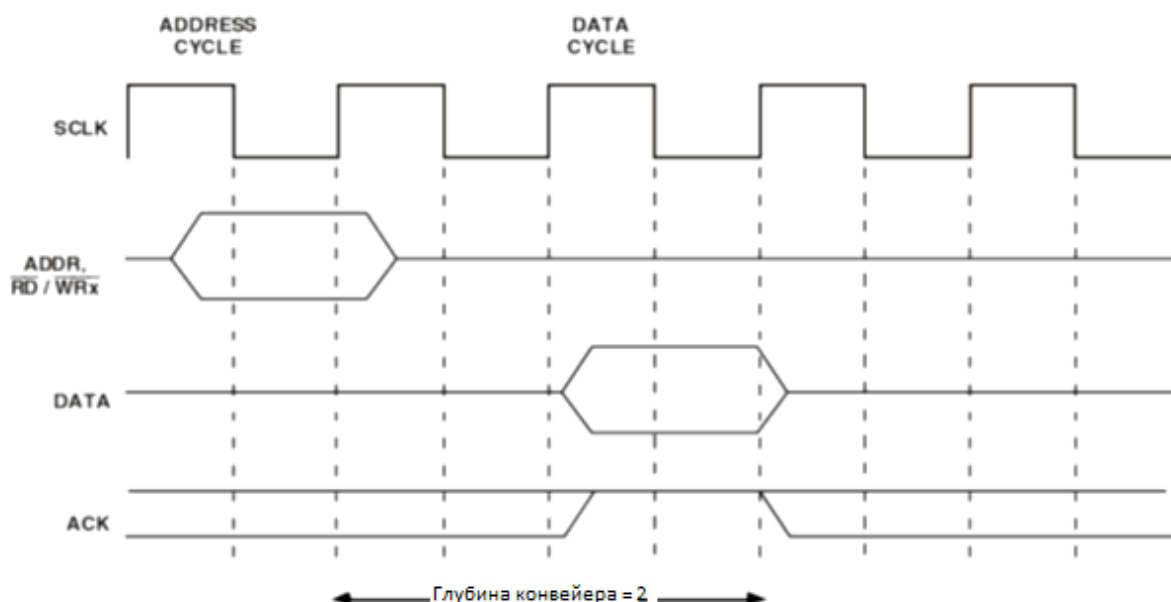 ADDRESS
CYCLE
DATA
CYCLE
SCLK
ADDR,
RD / WRx
DATA
ACK
Глубина конвейера = 2